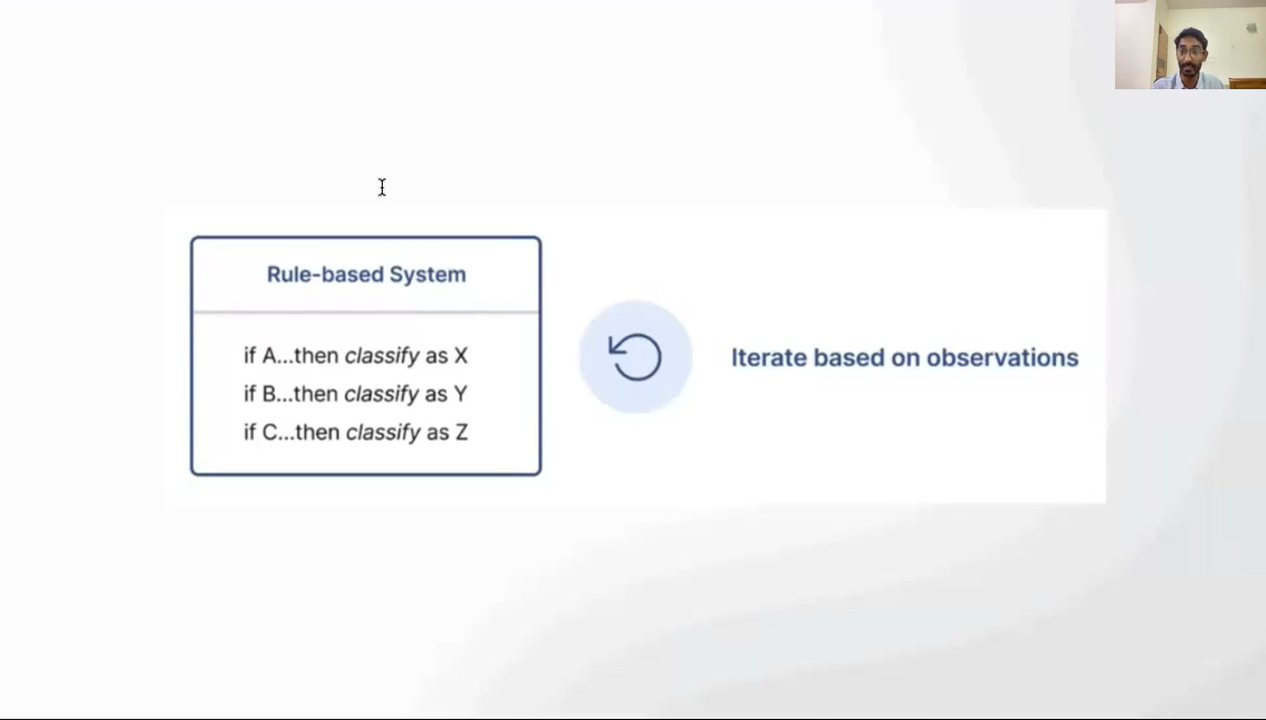 Rule-based System
if A...then classify as X
if B...then classify as Y
if C...then classify as Z
Iterate based on observations